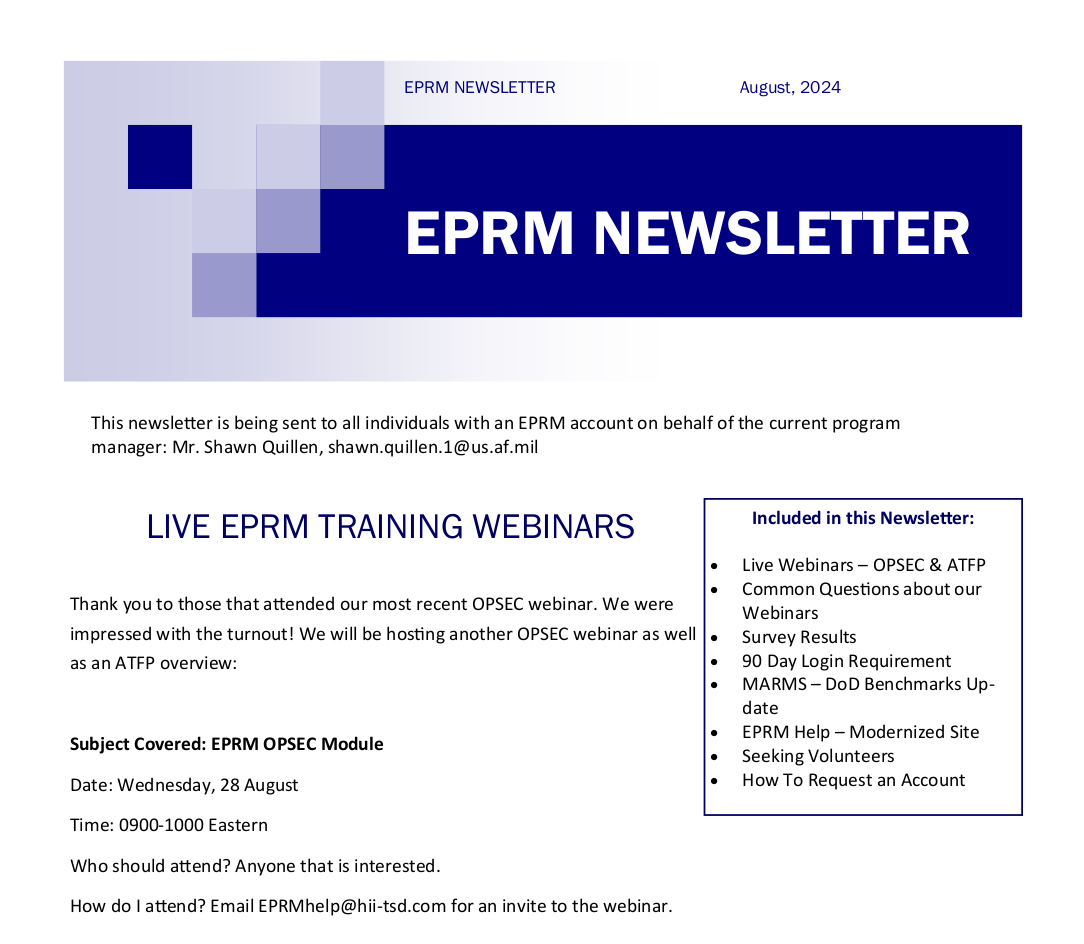 EPRM NEWSLETTER August, 2024
EPRM NEWSLETTER
This newsletter is being sent to all individuals with an EPRM account on behalf of the current program
manager: Mr. Shawn Quillen, shawn.quillen.1@us.af.mil
LIVE EPRM TRAINING WEBINARS
Thank you to those that attended our most recent OPSEC webinar. We were
impressed with the turnout! We will be hosting another OPSEC webinar as well
as an ATFP overview:
Subject Covered: EPRM OPSEC Module
Date: Wednesday, 28 August
Time: 0900-1000 Eastern
Who should attend? Anyone that is interested.
How do I attend? Email EPRMhelp@hii-tsd.com for an invite to the webinar.
Included in this Newsletter:
• Live Webinars – OPSEC & ATFP
• Common Questions about our
Webinars
• Survey Results
• 90 Day Login Requirement
• MARMS – DoD Benchmarks Up-
date
• EPRM Help – Modernized Site
• Seeking Volunteers
• How To Request an Account